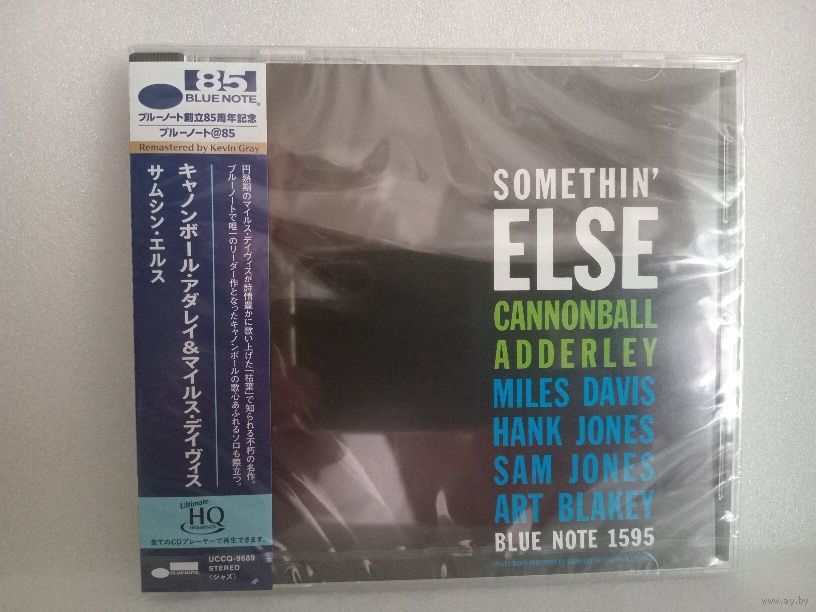 85
BLUE NOTE
ブルーノート創立85周年記念
ブルーノート@85
Remastered by Kevin Gray
キャノンボール・アダレイ&マイルス・デイヴィス
サムシン・エルス
円熟期のマイルス・デイヴィスが詩情豊かに歌い上げた「枯葉」で知られる不朽の名作。
ブルーノートで唯一のリーダー作となったキャノンボールの歌心あふれるソロも際立つ。
Ultimate
HQ
全てのCDプレーヤーで再生できます。
BLUE NOTE
UCCQ-9689
STEREO
(ジャズ)
SOMETHIN'
ELSE
CANNONBALL
ADDERLEY
MILES DAVIS
HANK JONES
SAM JONES
ART BLAKEY
BLUE NOTE 1595
www.ay.by